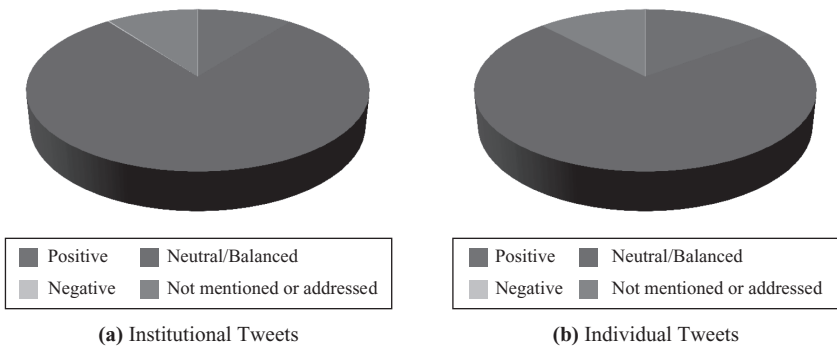 Positive Neutral/Balanced
Negative Not mentioned or addressed
(a) Institutional Tweets
Positive Neutral/Balanced
Negative Not mentioned or addressed
(b) Individual Tweets